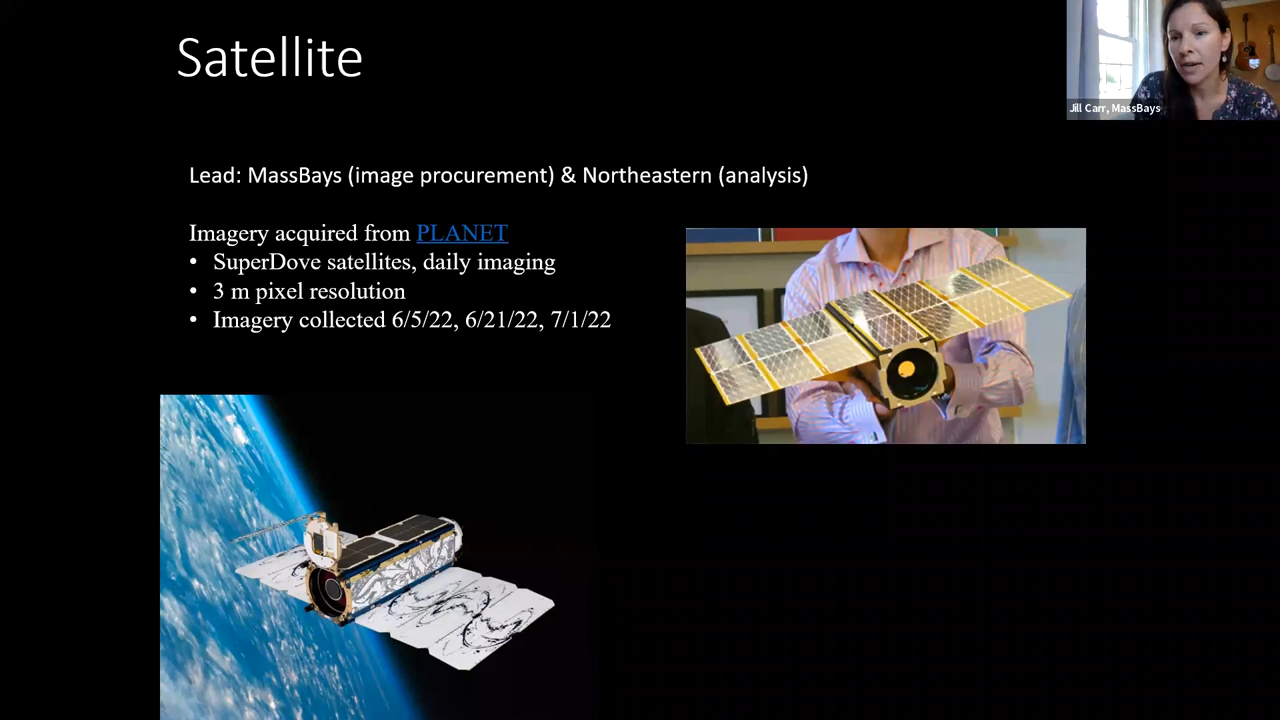 Satellite
Jill Carr, MassBays
Lead: MassBays (image procurement) & Northeastern (analysis)
Imagery acquired from PLANET
• SuperDove satellites, daily imaging
• 3 m pixel resolution
• Imagery collected 6/5/22, 6/21/22, 7/1/22